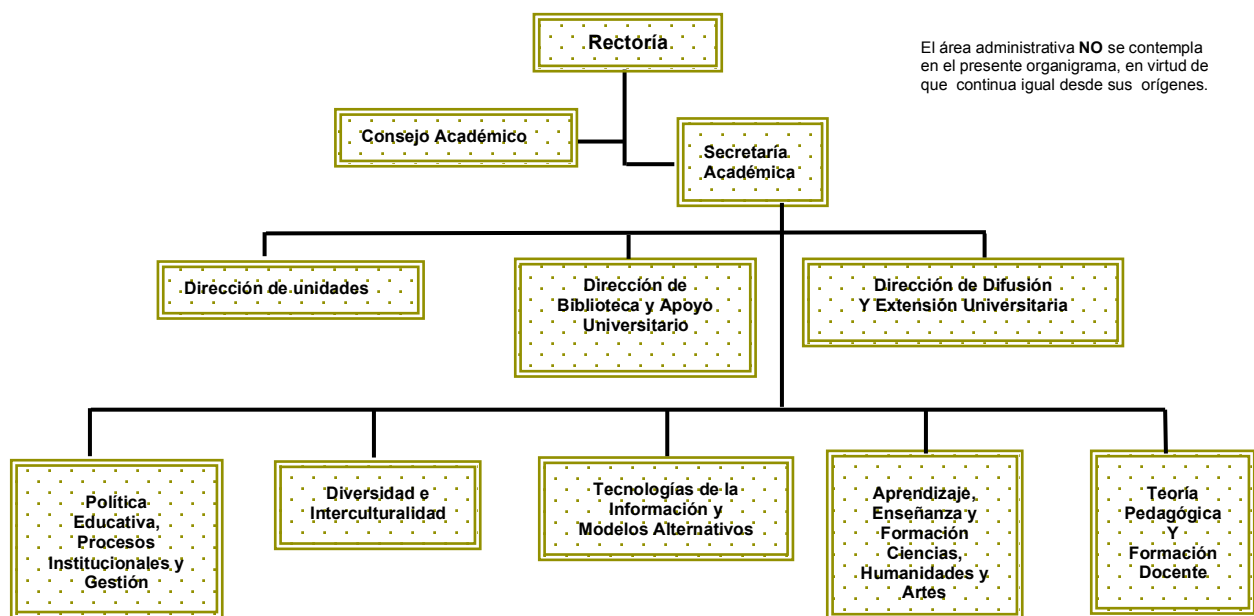 Rectoría
El área administrativa NO se contempla
en el presente organigrama, en virtud de
que continua igual desde sus orígenes.
Consejo Académico
Secretaría
Académica
Dirección de unidades
Dirección de
Biblioteca y Apoyo
Universitario
Dirección de Difusión
Y Extensión Universitaria
Política
Educativa,
Procesos
Institucionales y
Gestión
Diversidad e
Interculturalidad
Tecnologías de la
Información y
Modelos Alternativos
Aprendizaje,
Enseñanza y
Formación
Ciencias,
Humanidades y
Artes
Teoría
Pedagógica
Y
Formación
Docente